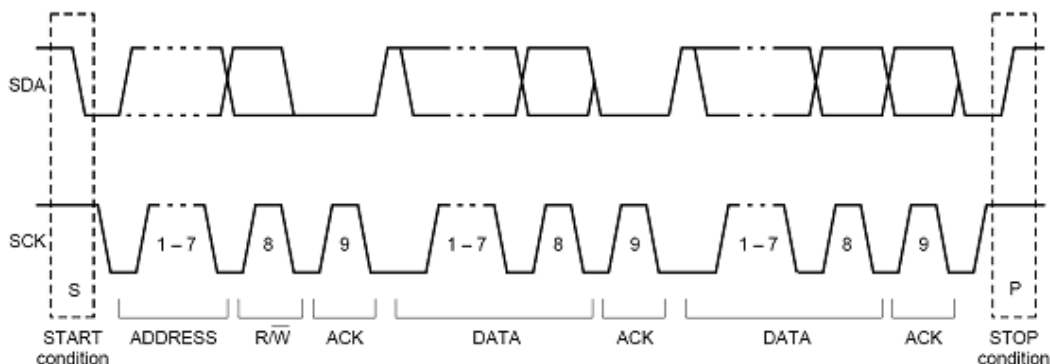 SDA
SCK
1 – 7
8
9
1 – 7
8
9
1 – 7
8
9
S
P
START
condition
ADDRESS
R/W̅
ACK
DATA
ACK
DATA
ACK
STOP
condition